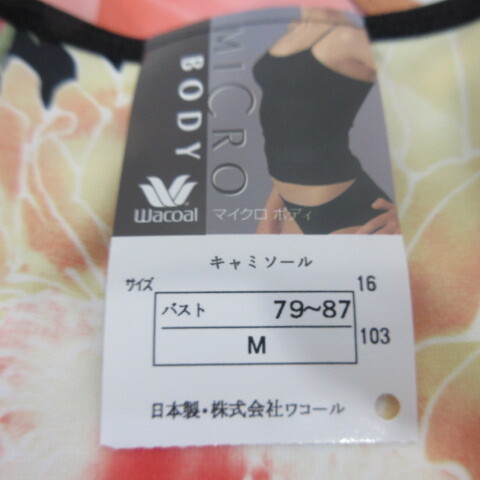 MICRO
BODY
Wacoal
マイクロ ボディ
キャミソール
サイズ
16
バスト 79~87
M
103
日本製・株式会社ワコール